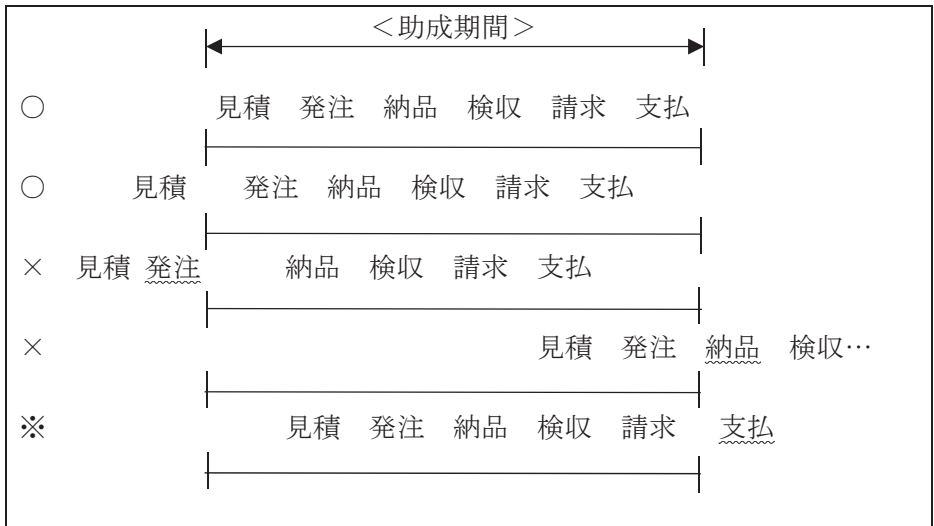 ＜助成期間＞
○ 見積 発注 納品 検収 請求 支払
○ 見積 発注 納品 検収 請求 支払
× 見積 発注 納品 検収 請求 支払
× 見積 発注 納品 検収…
※ 見積 発注 納品 検収 請求 支払